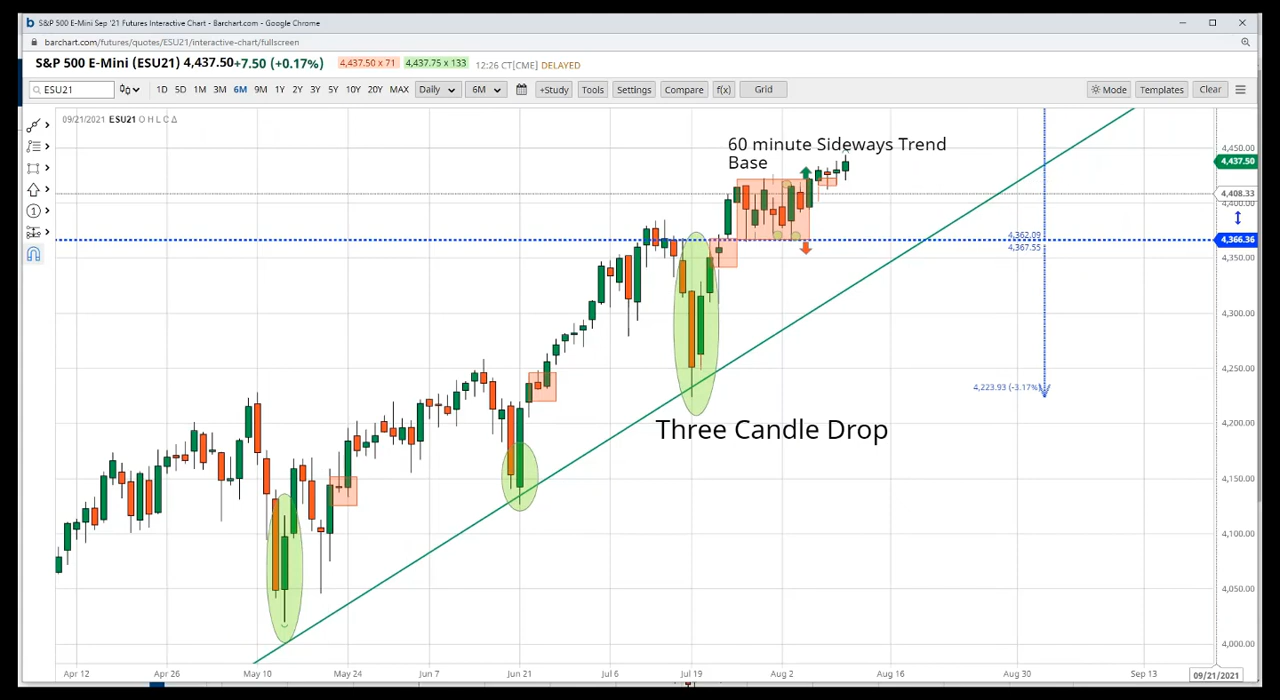 S&P 500 E-Mini Sep '21 Futures Interactive Chart - Barchart.com - Google Chrome
barchart.com/futures/quotes/ESU21/interactive-chart/fullscreen
S&P 500 E-Mini (ESU21) 4,437.50 +7.50 (+0.17%) 4,437.50 x 71 4,437.75 x 133 12:26 CT[CME] DELAYED
ESU21 1D 5D 1M 3M 6M 9M 1Y 2Y 3Y 5Y 10Y 20Y MAX Daily 6M +Study Tools Settings Compare f(x) Grid Mode Templates Clear
09/21/2021 ESU21 O H L C Δ
60 minute Sideways Trend
Base
4,450.00
4,437.50
4,408.33
4,400.00
4,362.09
4,366.36
4,367.55
4,350.00
4,300.00
4,250.00
4,223.93 (-3.17%)
Three Candle Drop
4,200.00
4,150.00
4,100.00
4,050.00
4,000.00
Apr 12 Apr 26 May 10 May 24 Jun 7 Jun 21 Jul 6 Jul 19 Aug 2 Aug 16 Aug 30 Sep 13 09/21/2021